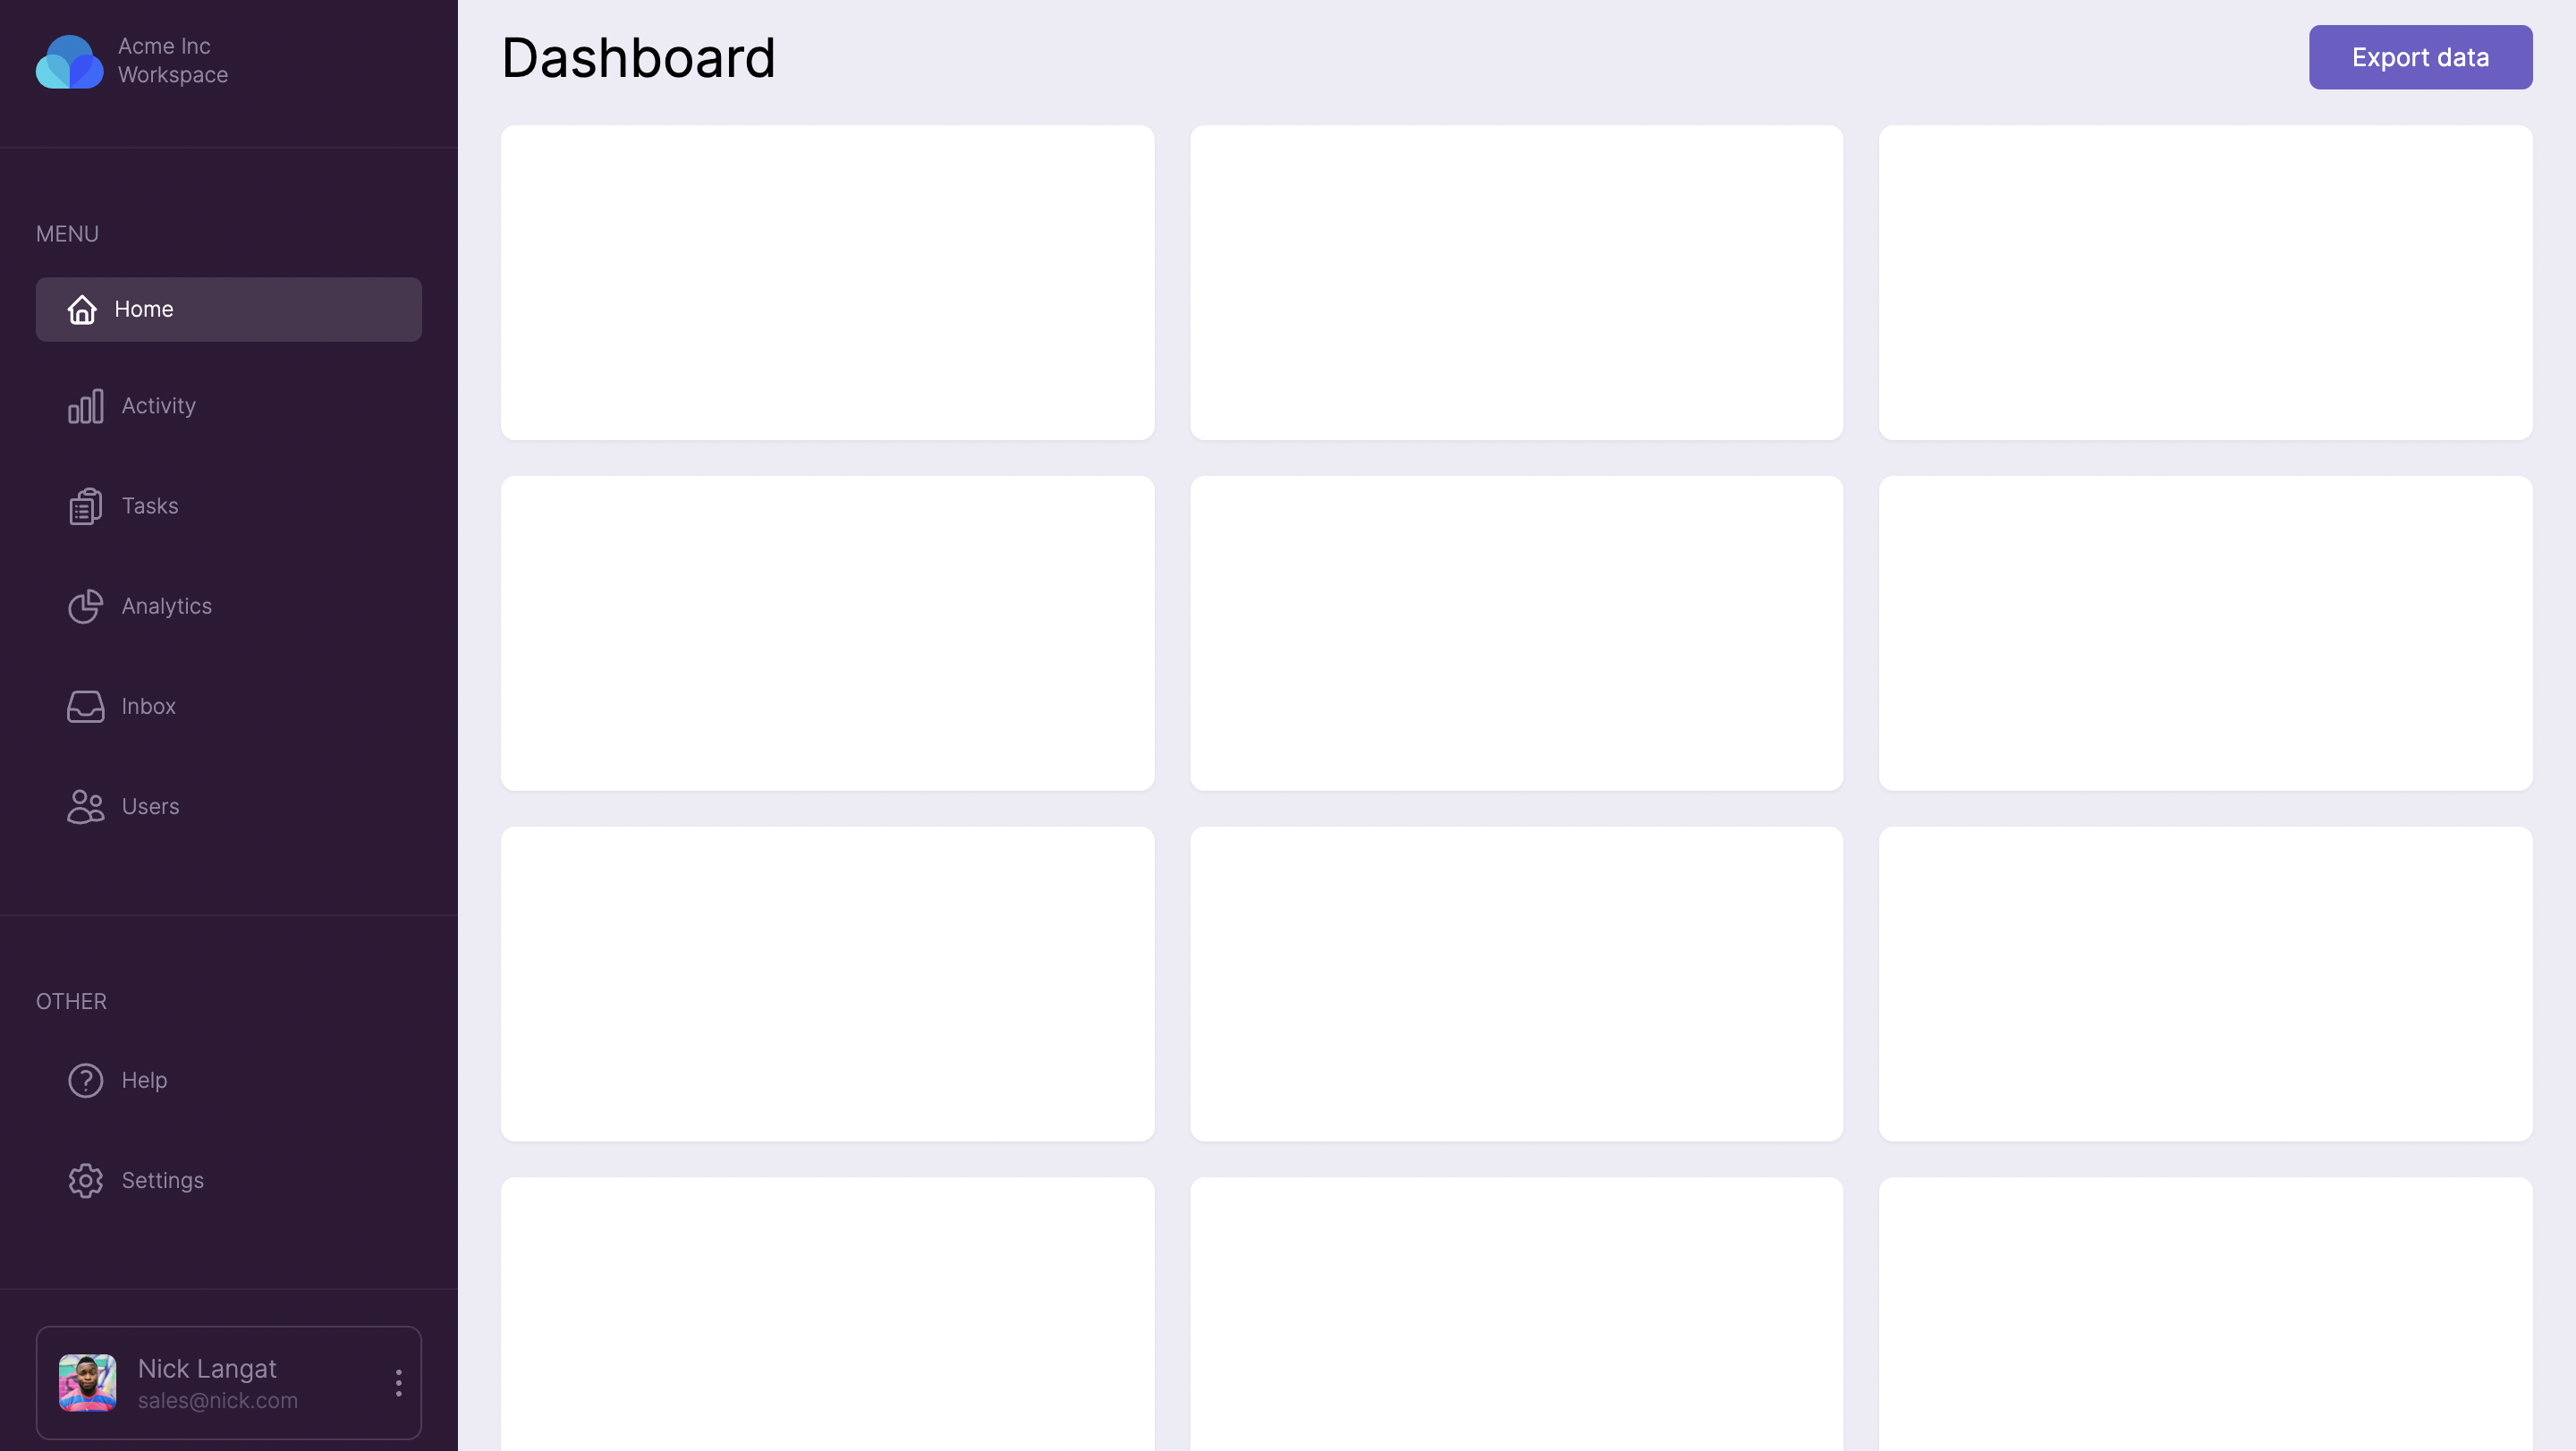 Acme Inc
Workspace
MENU
Home
Activity
Tasks
Analytics
Inbox
Users
OTHER
Help
Settings
Nick Langat
sales@nick.com
Dashboard
Export data